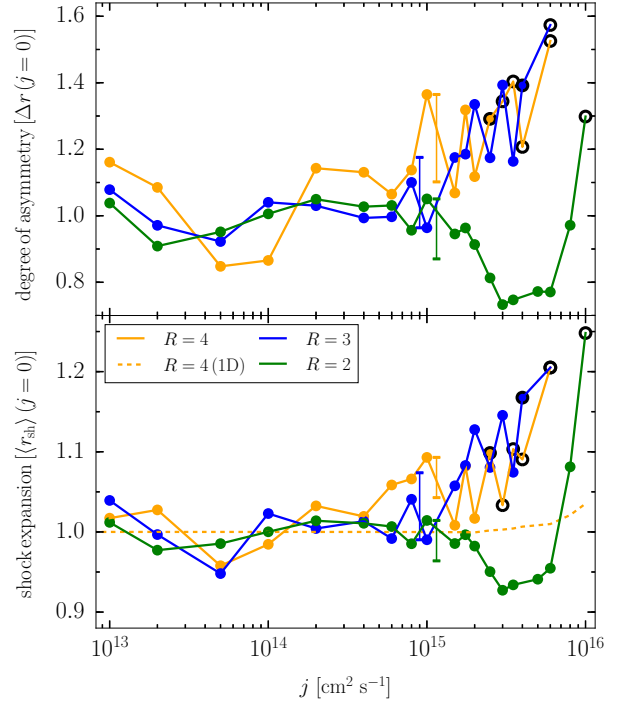 1.6
1.4
1.2
1.0
0.8
degree of asymmetry [Δr (j = 0)]
R = 4
R = 4 (1D)
R = 3
R = 2
1.2
1.1
1.0
0.9
shock expansion [⟨r_sh⟩ (j = 0)]
10^13
10^14
10^15
10^16
j [cm² s⁻¹]